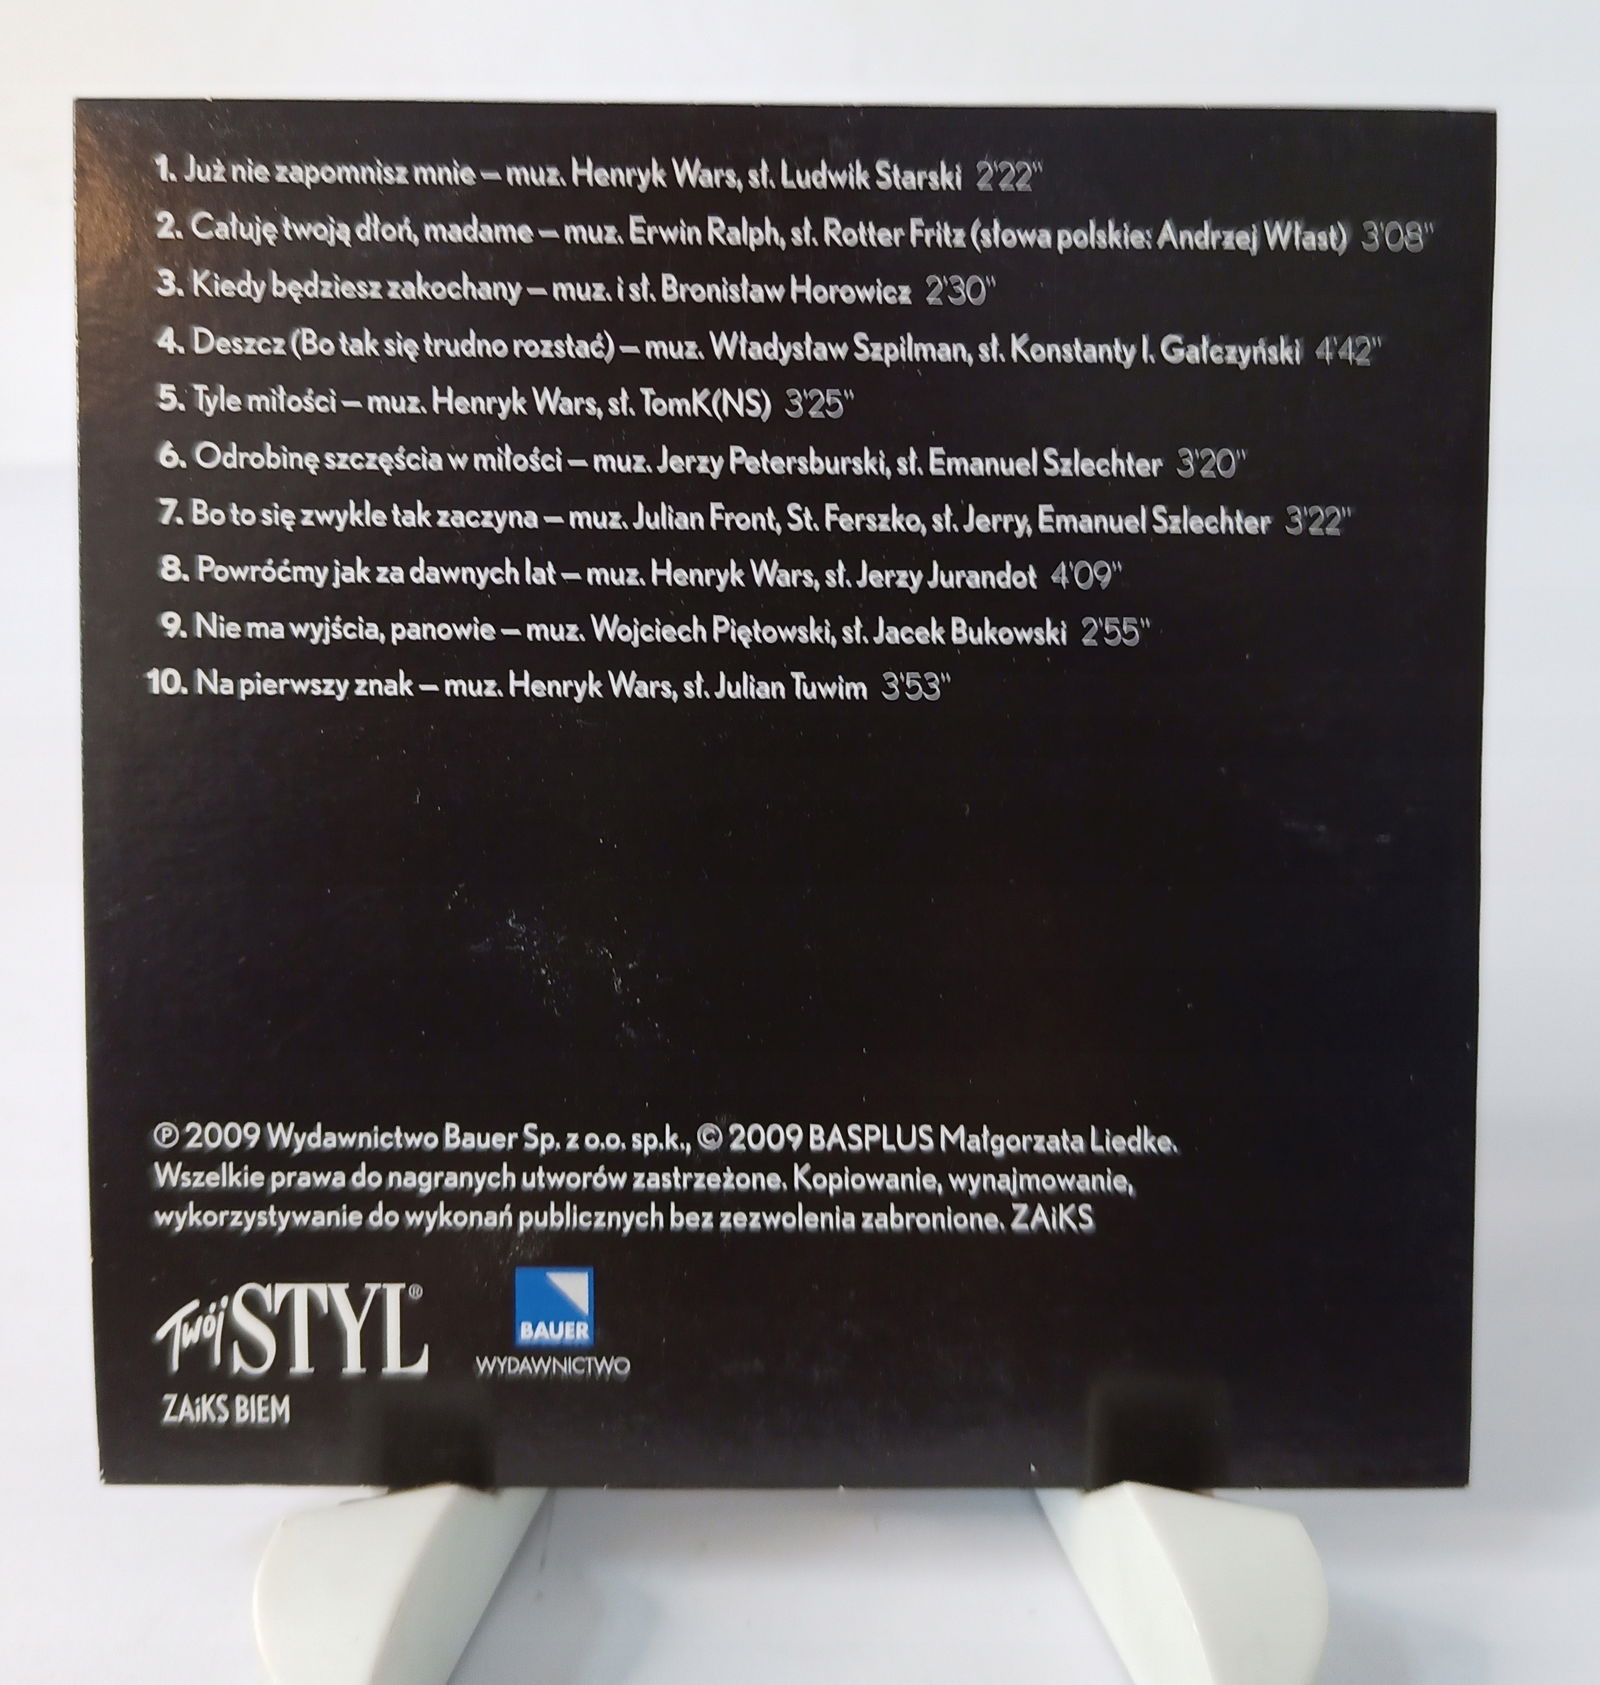 1. Już nie zapomnisz mnie – muz. Henryk Wars, sł. Ludwik Starski 2'22"
2. Całuję twoją dłoń, madame – muz. Erwin Ralph, sł. Rotter Fritz (słowa polskie: Andrzej Włast) 3'08"
3. Kiedy będziesz zakochany – muz. i sł. Bronisław Horowicz 2'30"
4. Deszcz (Bo tak się trudno rozstać) – muz. Władysław Szpilman, sł. Konstanty I. Gałczyński 4'42"
5. Tyle miłości – muz. Henryk Wars, sł. TomK(NS) 3'25"
6. Odrobinę szczęścia w miłości – muz. Jerzy Petersburski, sł. Emanuel Szlechter 3'20"
7. Bo to się zwykle tak zaczyna – muz. Julian Front, St. Ferszko, sł. Jerry, Emanuel Szlechter 3'22"
8. Powróćmy jak za dawnych lat – muz. Henryk Wars, sł. Jerzy Jurandot 4'09"
9. Nie ma wyjścia, panowie – muz. Wojciech Piętowski, sł. Jacek Bukowski 2'55"
10. Na pierwszy znak – muz. Henryk Wars, sł. Julian Tuwim 3'53"
℗ 2009 Wydawnictwo Bauer Sp. z o.o. sp.k., © 2009 BASPLUS Małgorzata Liedke.
Wszelkie prawa do nagranych utworów zastrzeżone. Kopiowanie, wynajmowanie,
wykorzystywanie do wykonań publicznych bez zezwolenia zabronione. ZAiKS
Twój STYL®
BAUER
WYDAWNICTWO
ZAiKS BIEM